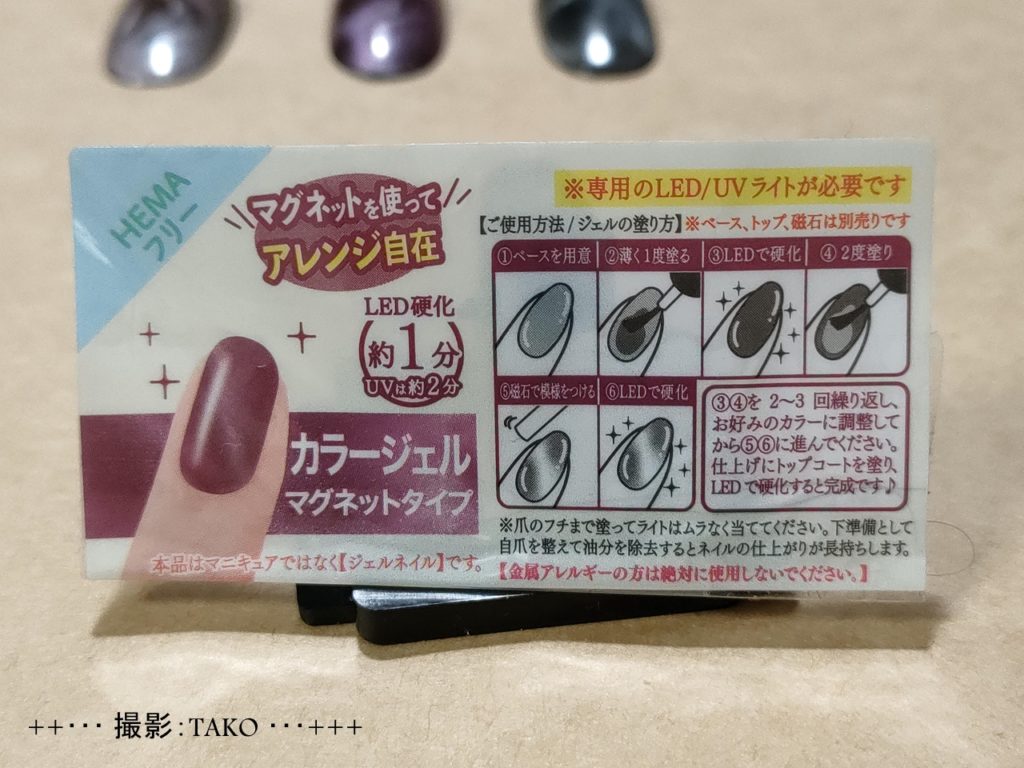 HEMA
フリー
マグネットを使って
アレンジ自在
LED硬化
約1分
UVは約2分
カラージェル
マグネットタイプ
本品はマニキュアではなく【ジェルネイル】です。
※専用のLED/UVライトが必要です
【ご使用方法/ジェルの塗り方】※ベース、トップ、磁石は別売りです
①ベースを用意 ②薄く1度塗る ③LEDで硬化 ④2度塗り
⑤磁石で模様をつける ⑥LEDで硬化
③④を 2〜3 回繰り返し、
お好みのカラーに調整して
から⑤⑥に進んでください。
仕上げにトップコートを塗り、
LEDで硬化すると完成です♪
※爪のフチまで塗ってライトはムラなく当ててください。下準備として
自爪を整えて油分を除去するとネイルの仕上がりが長持ちします。
【金属アレルギーの方は絶対に使用しないでください。】
++･･･ 撮影:TAKO ･･･+++